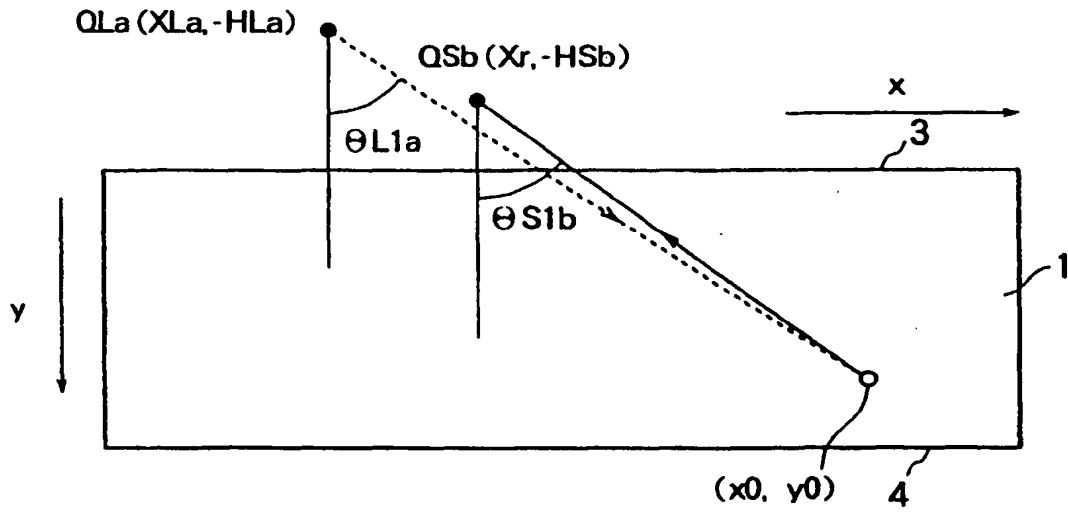 QLa (XLa, -HLa)
QSb (Xr, -HSb)
x
3
ΘL1a
ΘS1b
1
y
(x0, y0)
4